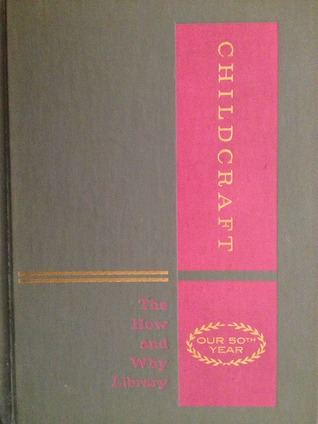 CHILDCRAFT
The
How
and
Why
Library
OUR 50TH
YEAR